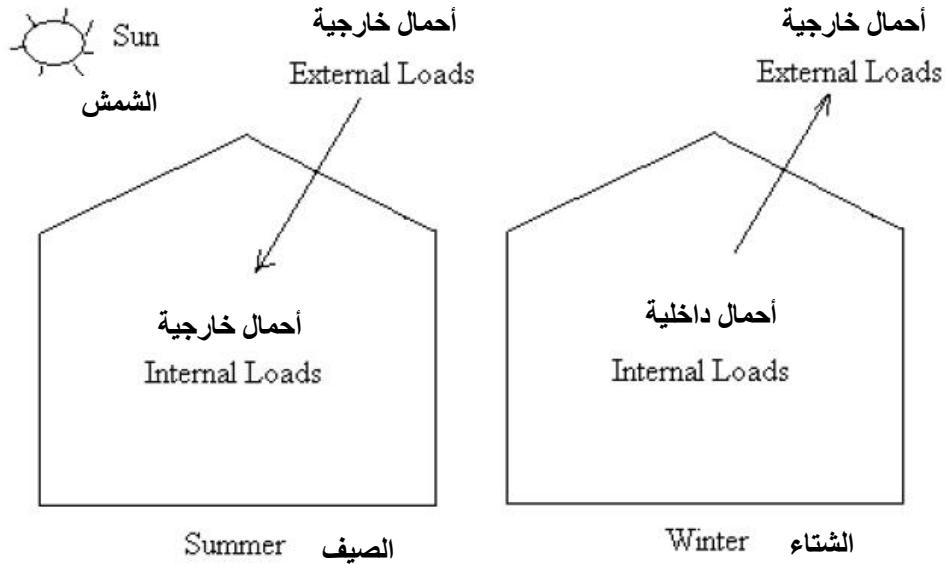 Sun
الشمش
أحمال خارجية
External Loads
أحمال خارجية
Internal Loads
Summer الصيف
أحمال خارجية
External Loads
أحمال داخلية
Internal Loads
Winter الشتاء